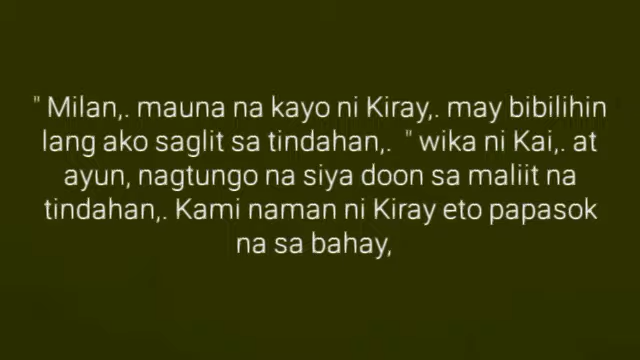 " Milan,. mauna na kayo ni Kiray,. may bibilihin
lang ako saglit sa tindahan,.  " wika ni Kai,. at
ayun, nagtungo na siya doon sa maliit na
tindahan,. Kami naman ni Kiray eto papasok
na sa bahay,